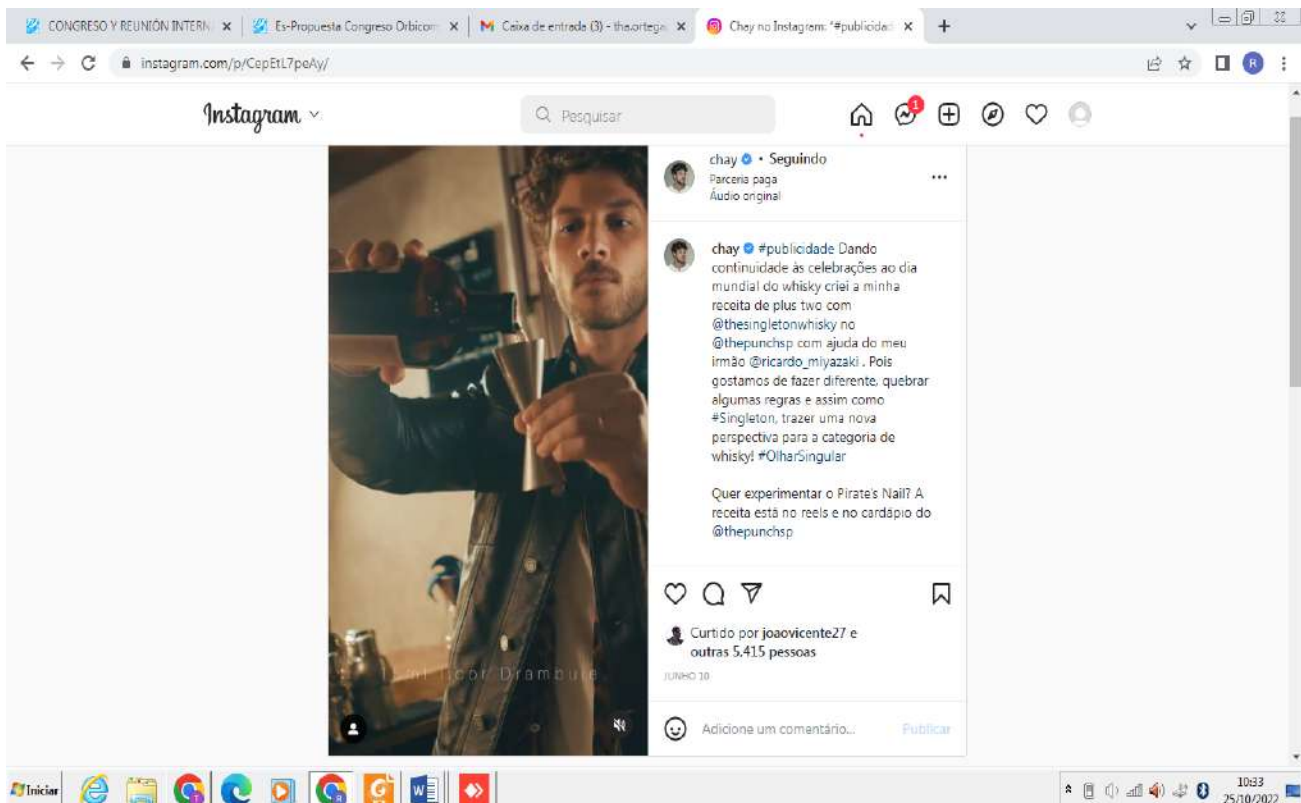 CONGRESO Y REUNIÓN INTERN
Es-Propuesta Congreso Orbicom
Caixa de entrada (3) - tha.ortega
Chay no Instagram: "#publicidad
instagram.com/p/CepEtL7peAy/
R
Instagram
Pesquisar
1
chay • Seguindo
Parceria paga
Áudio original
chay #publicidade Dando
continuidade às celebrações ao dia
mundial do whisky criei a minha
receita de plus two com
@thesingletonwhisky no
@thepunchsp com ajuda do meu
irmão @ricardo_miyazaki . Pois
gostamos de fazer diferente, quebrar
algumas regras e assim como
#Singleton, trazer uma nova
perspectiva para a categoria de
whisky! #OlharSingular
Quer experimentar o Pirate's Nail? A
receita está no reels e no cardápio do
@thepunchsp
Curtido por joaovicente27 e
outras 5.415 pessoas
JUNHO 10
ml licor Drambuie
Adicione um comentário... Publicar
Iniciar
10:33
25/10/2022